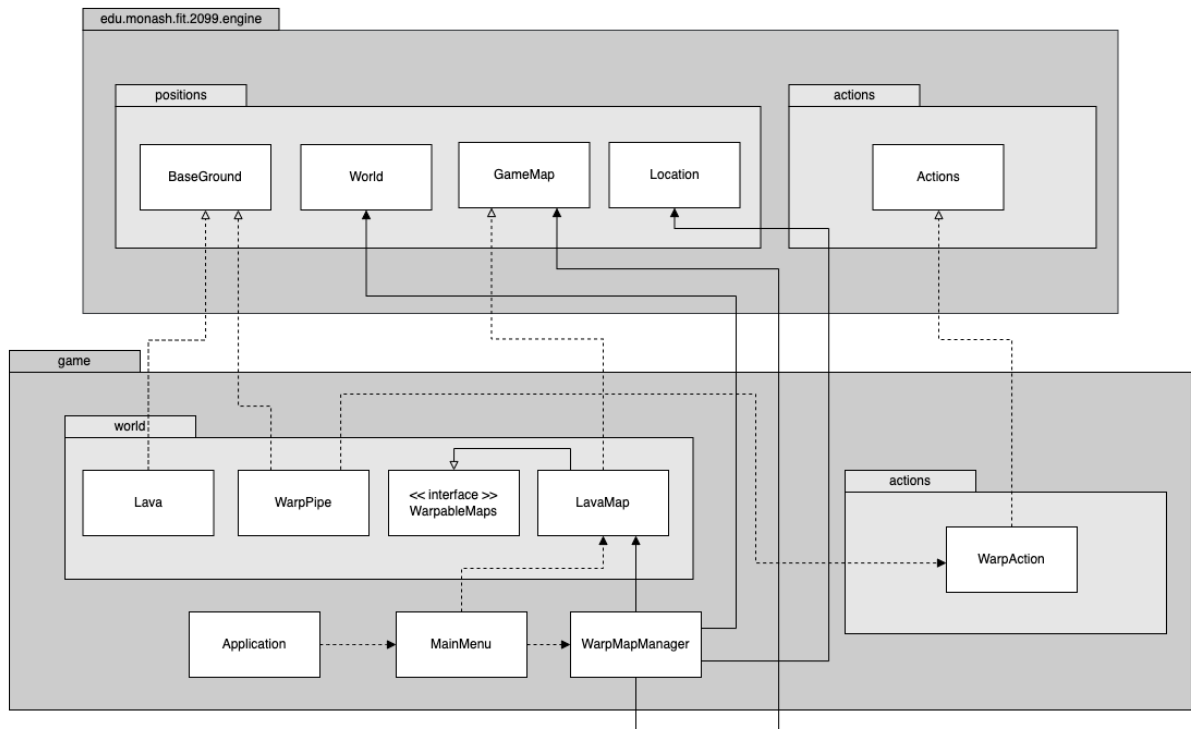 edu.monash.fit.2099.engine
positions
actions
BaseGround
World
GameMap
Location
Actions
game
world
Lava
WarpPipe
<< interface >>
WarpableMaps
LavaMap
actions
WarpAction
Application
MainMenu
WarpMapManager